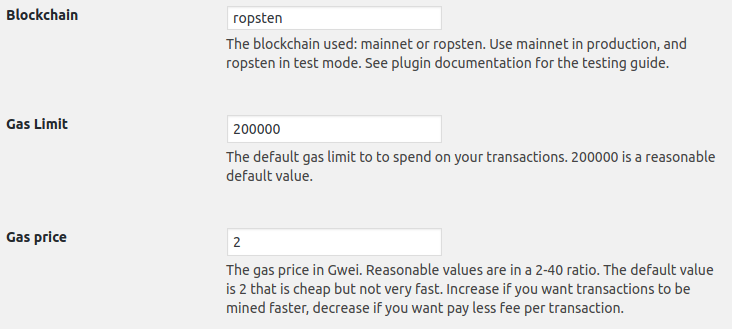 Blockchain
ropsten
The blockchain used: mainnet or ropsten. Use mainnet in production, and
ropsten in test mode. See plugin documentation for the testing guide.
Gas Limit
200000
The default gas limit to to spend on your transactions. 200000 is a reasonable
default value.
Gas price
2
The gas price in Gwei. Reasonable values are in a 2-40 ratio. The default value
is 2 that is cheap but not very fast. Increase if you want transactions to be
mined faster, decrease if you want pay less fee per transaction.